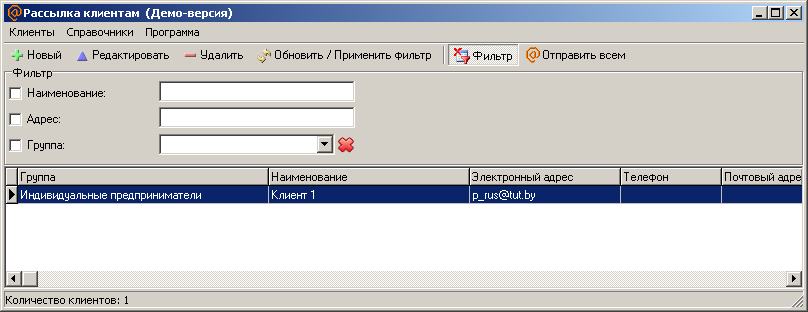 Рассылка клиентам (Демо-версия)
Клиенты Справочники Программа
Новый Редактировать Удалить Обновить / Применить фильтр Фильтр Отправить всем
Фильтр
Наименование:
Адрес:
Группа:
Группа Наименование Электронный адрес Телефон Почтовый адре
Индивидуальные предприниматели Клиент 1 p_rus@tut.by
Количество клиентов: 1